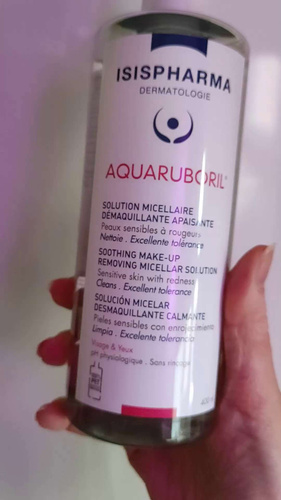 ISISPHARMA
DERMATOLOGIE
AQUARUBORIL®
SOLUTION MICELLAIRE
DÉMAQUILLANTE APAISANTE
Peaux sensibles à rougeurs
Nettoie . Excellente tolérance
SOOTHING MAKE-UP
REMOVING MICELLAR SOLUTION
Sensitive skin with redness
Cleans . Excellent tolerance
SOLUCIÓN MICELAR
DESMAQUILLANTE CALMANTE
Pieles sensibles con enrojecimiento
Limpia . Excelente tolerancia
Visage & Yeux
pH physiologique . Sans rinçage